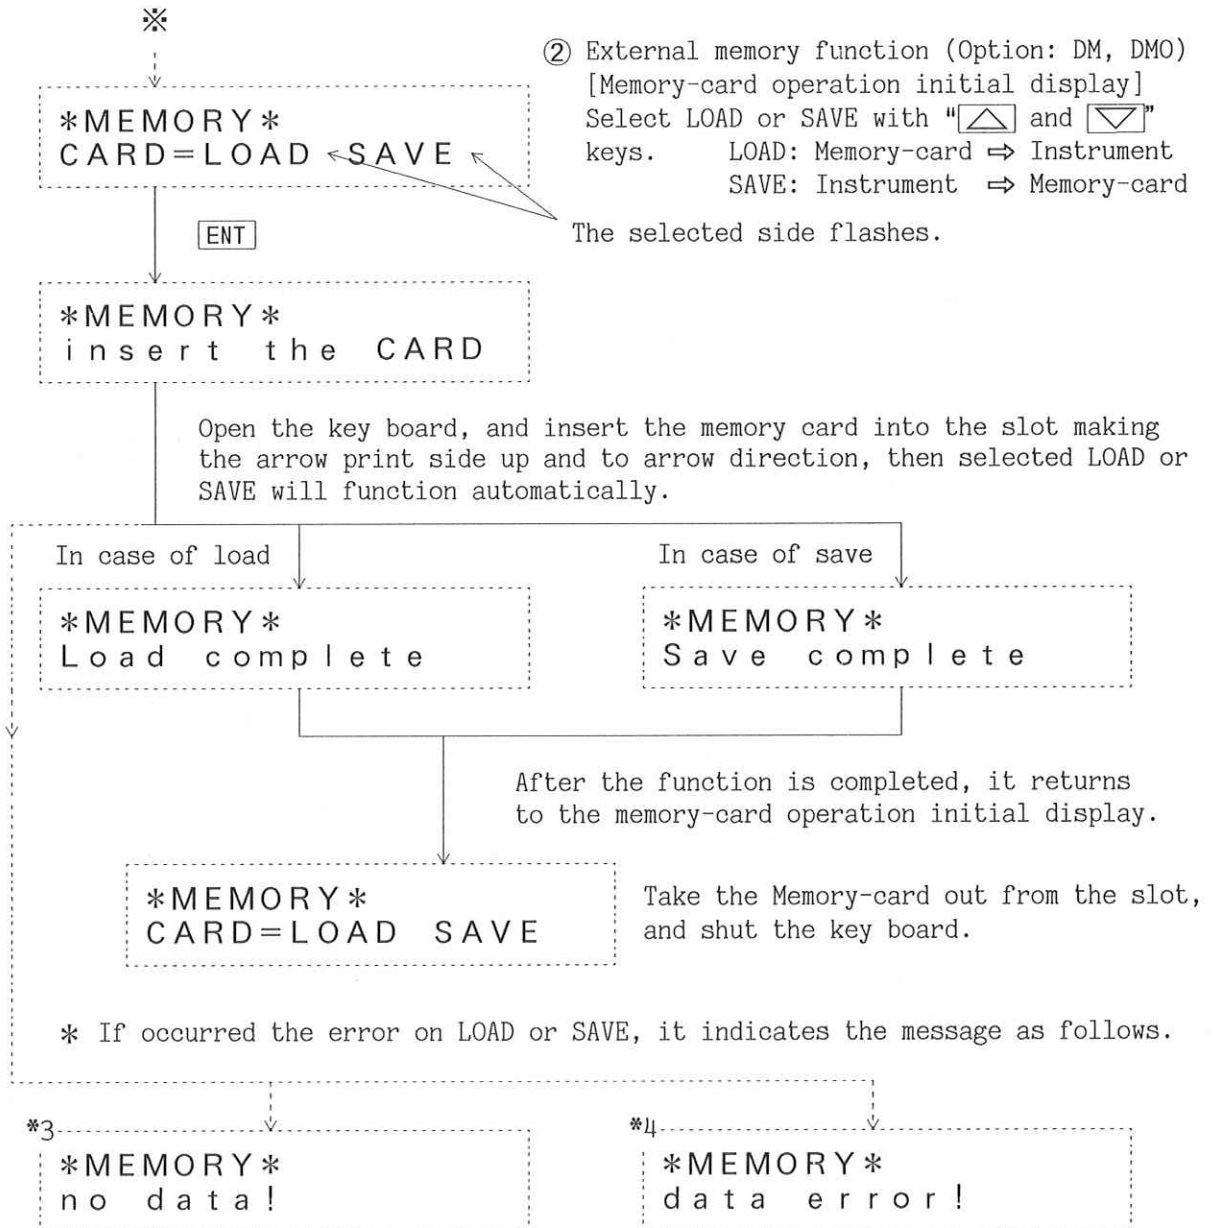 ※
② External memory function (Option: DM, DMO)
[Memory-card operation initial display]
Select LOAD or SAVE with "△ and ▽"
keys. LOAD: Memory-card ⇨ Instrument
SAVE: Instrument ⇨ Memory-card
*MEMORY*
CARD=LOAD SAVE
The selected side flashes.
ENT
*MEMORY*
insert the CARD
Open the key board, and insert the memory card into the slot making
the arrow print side up and to arrow direction, then selected LOAD or
SAVE will function automatically.
In case of load
*MEMORY*
Load complete
In case of save
*MEMORY*
Save complete
After the function is completed, it returns
to the memory-card operation initial display.
*MEMORY*
CARD=LOAD SAVE
Take the Memory-card out from the slot,
and shut the key board.
* If occurred the error on LOAD or SAVE, it indicates the message as follows.
*3
*MEMORY*
no data!
*4
*MEMORY*
data error!